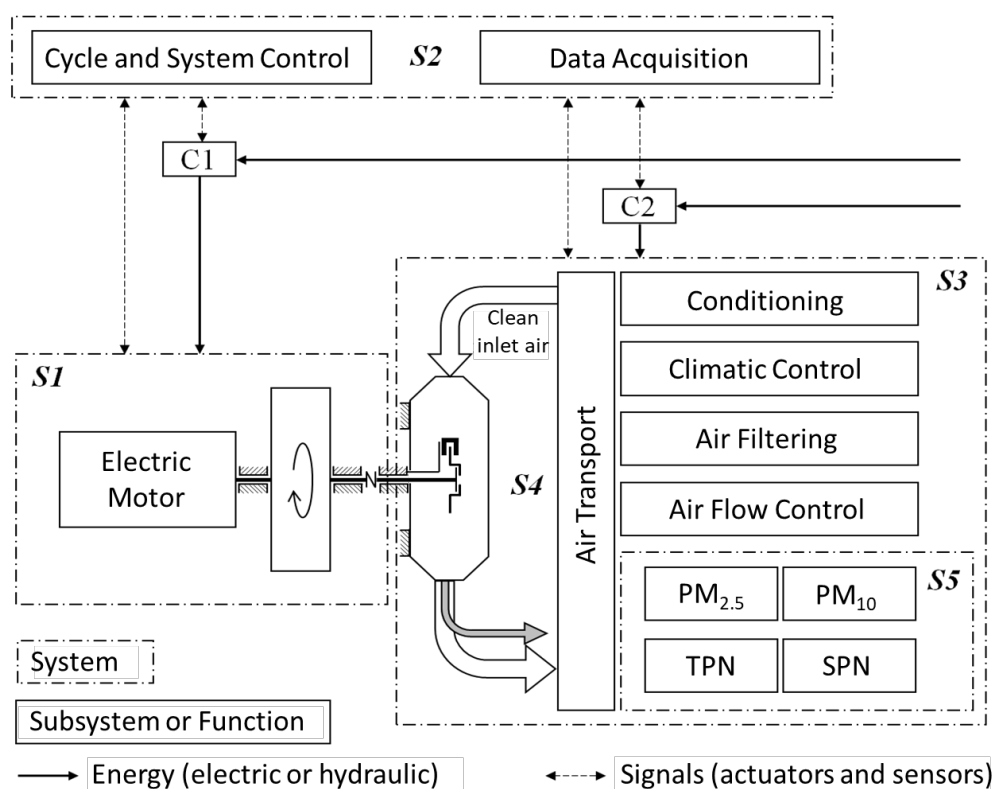 Cycle and System Control
S2
Data Acquisition
C1
C2
S3
Conditioning
Clean
inlet air
Climatic Control
S1
Air Filtering
Electric
Motor
S4
Air Transport
Air Flow Control
S5
PM2.5
PM10
TPN
SPN
System
Subsystem or Function
Energy (electric or hydraulic)
Signals (actuators and sensors)